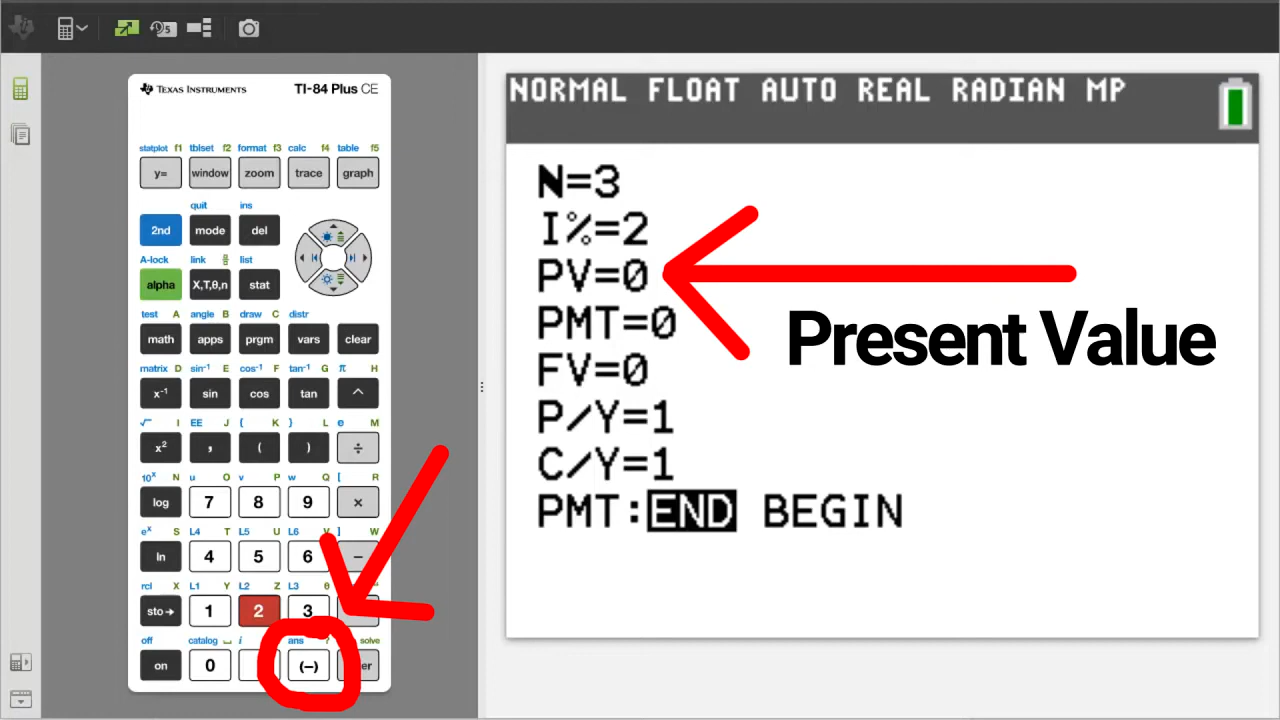 TEXAS INSTRUMENTS TI-84 Plus CE
statplot f1 tblset f2 format f3 calc f4 table f5
y= window zoom trace graph
quit ins
2nd mode del
A-lock link list
alpha X,T,θ,n stat
test A angle B draw C distr
math apps prgm vars clear
matrix D sin⁻¹ E cos⁻¹ F tan⁻¹ G π H
x⁻¹ sin cos tan ^
√ I EE J { K } L e M
x² , ( ) ÷
10ˣ N u O v P w Q [ R
log 7 8 9 ×
eˣ S L4 T L5 U L6 V ] W
ln 4 5 6 −
rcl X L1 Y L2 Z L3 θ "
sto→ 1 2 3
off catalog i ans ? solve
on 0 (−) er
NORMAL FLOAT AUTO REAL RADIAN MP
N=3
I%=2
PV=0
PMT=0
FV=0
P/Y=1
C/Y=1
PMT:END BEGIN
Present Value